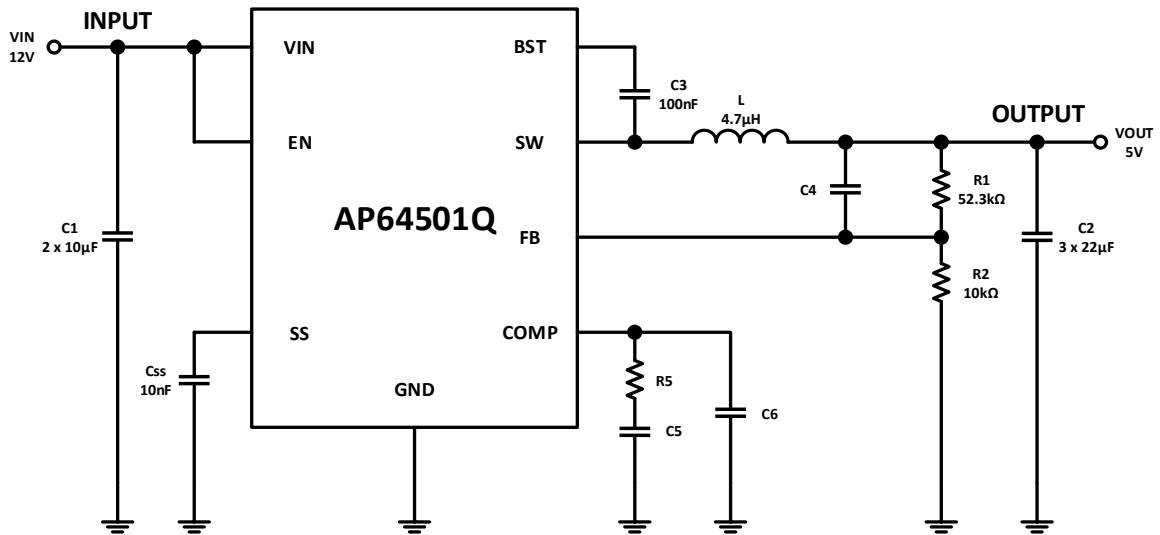 INPUT
VIN
12V
VIN
BST
C3
100nF
L
4.7µH
OUTPUT
VOUT
5V
EN
SW
C4
R1
52.3kΩ
AP64501Q
FB
C1
2 x 10µF
C2
3 x 22µF
R2
10kΩ
SS
COMP
Css
10nF
GND
R5
C5
C6